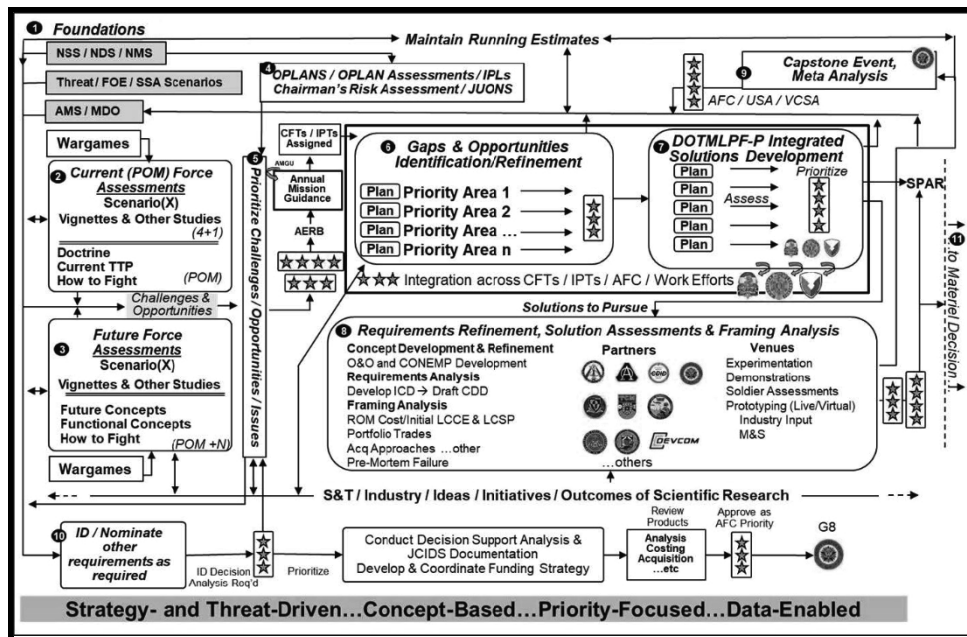 1 Foundations
NSS / NDS / NMS
Threat / FOE / SSA Scenarios
AMS / MDO
Maintain Running Estimates
4
OPLANS / OPLAN Assessments / IPLs
Chairman's Risk Assessment / JUONS
9 Capstone Event,
Meta Analysis
AFC / USA / VCSA
Wargames
2 Current (POM) Force
Assessments
Scenario(X)
Vignettes & Other Studies
(4+1)
Doctrine
Current TTP
How to Fight
(POM)
Challenges &
Opportunities
3 Future Force
Assessments
Scenario(X)
Vignettes & Other Studies
Future Concepts
Functional Concepts
How to Fight
(POM +N)
Wargames
5 Prioritize Challenges / Opportunities / Issues
CFTs / IPTs
Assigned
AMGU
Annual
Mission
Guidance
AERB
6 Gaps & Opportunities
Identification/Refinement
Plan Priority Area 1
Plan Priority Area 2
Plan Priority Area ...
Plan Priority Area n
7 DOTMLPF-P Integrated
Solutions Development
Plan
Plan
Plan
Plan
Plan
Assess
Prioritize
SPAR
11 to Materiel Decision
Integration across CFTs / IPTs / AFC / Work Efforts
Solutions to Pursue
8 Requirements Refinement, Solution Assessments & Framing Analysis
Concept Development & Refinement
O&O and CONEMP Development
Requirements Analysis
Develop ICD → Draft CDD
Framing Analysis
ROM Cost/Initial LCCE & LCSP
Portfolio Trades
Acq Approaches ...other
Pre-Mortem Failure
Partners
CDID
DEVCOM
...others
Venues
Experimentation
Demonstrations
Soldier Assessments
Prototyping (Live/Virtual)
Industry Input
M&S
S&T / Industry / Ideas / Initiatives / Outcomes of Scientific Research
10 ID / Nominate
other
requirements as
required
ID Decision
Analysis Roq'd
Prioritize
Conduct Decision Support Analysis &
JCIDS Documentation
Develop & Coordinate Funding Strategy
Review
Products
Analysis
Costing
Acquisition
...etc
Approve as
AFC Priority
G8
Strategy- and Threat-Driven...Concept-Based...Priority-Focused...Data-Enabled